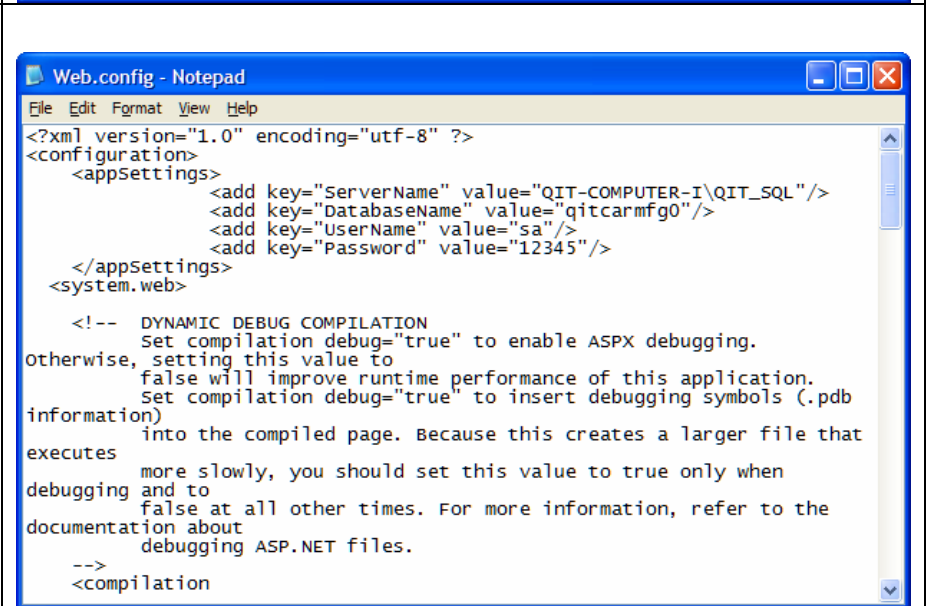 Web.config - Notepad
File Edit Format View Help
<?xml version="1.0" encoding="utf-8" ?>
<configuration>
<appSettings>
<add key="ServerName" value="QIT-COMPUTER-I\QIT_SQL"/>
<add key="DatabaseName" value="qitcarmfg0"/>
<add key="UserName" value="sa"/>
<add key="Password" value="12345"/>
</appSettings>
<system.web>
<!-- DYNAMIC DEBUG COMPILATION
Set compilation debug="true" to enable ASPX debugging.
Otherwise, setting this value to
false will improve runtime performance of this application.
Set compilation debug="true" to insert debugging symbols (.pdb
information)
into the compiled page. Because this creates a larger file that
executes
more slowly, you should set this value to true only when
debugging and to
false at all other times. For more information, refer to the
documentation about
debugging ASP.NET files.
-->
<compilation